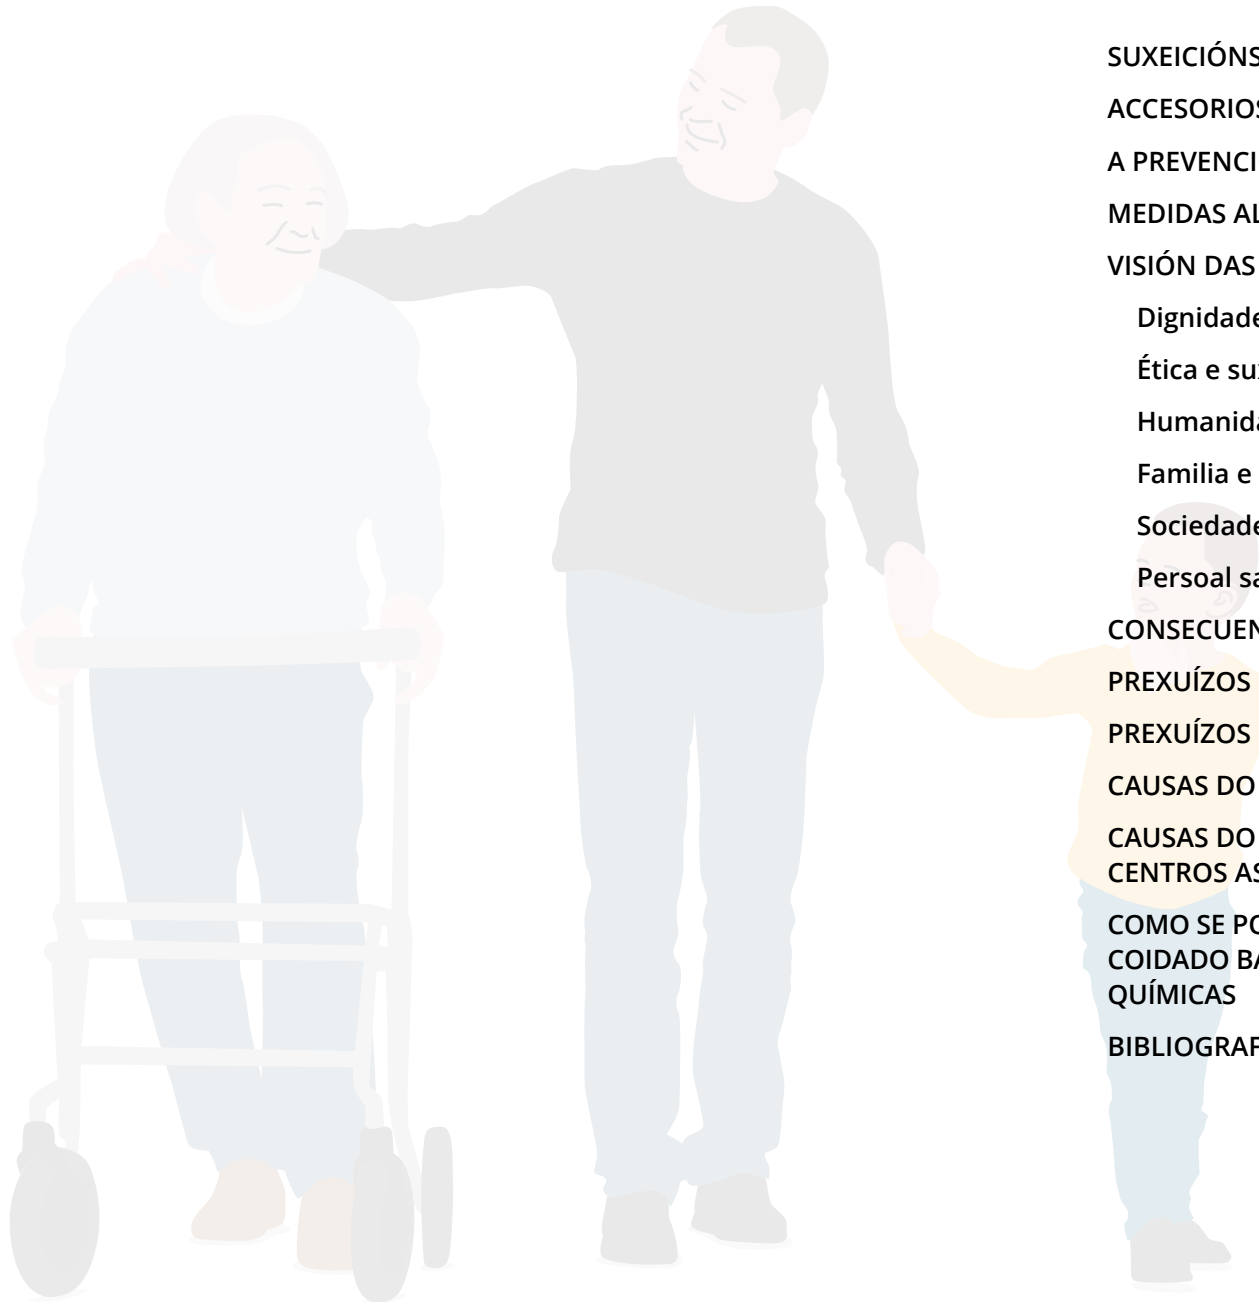 SUXEICIÓNS
ACCESORIOS
A PREVENCI
MEDIDAS AL
VISIÓN DAS
Dignidade
Ética e su
Humanida
Familia e
Sociedade
Persoal sa
CONSECUEN
PREXUÍZOS
PREXUÍZOS
CAUSAS DO
CAUSAS DO
CENTROS AS
COMO SE PO
COIDADO BA
QUÍMICAS
BIBLIOGRAF